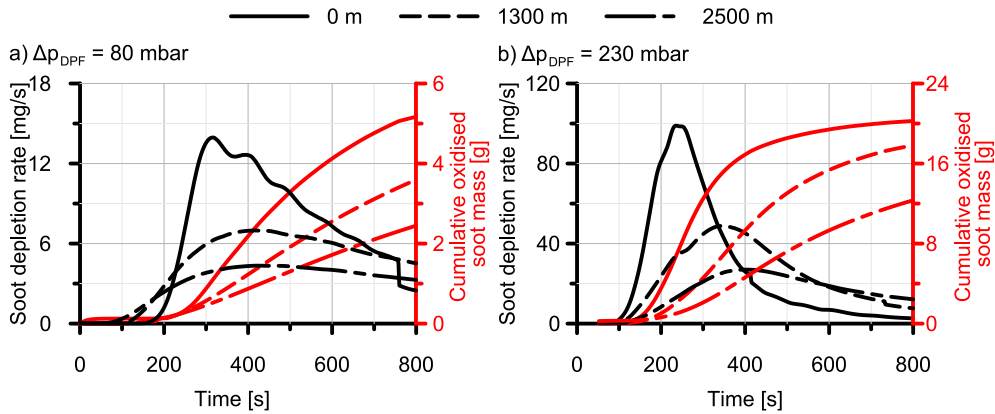 0 m 1300 m 2500 m
a) Δp_DPF = 80 mbar
b) Δp_DPF = 230 mbar
18 12 6 0
Soot depletion rate [mg/s]
6 4 2 0
Cumulative oxidised
soot mass [g]
0 200 400 600 800
Time [s]
120 80 40 0
Soot depletion rate [mg/s]
24 16 8 0
Cumulative oxidised
soot mass [g]
0 200 400 600 800
Time [s]